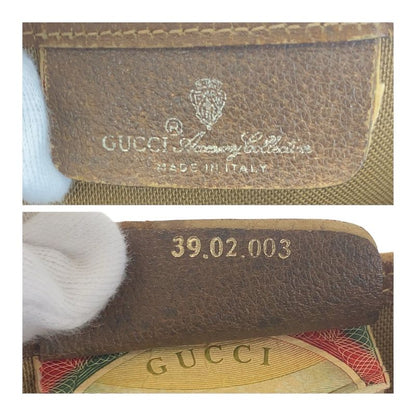 GUCCI® Accessory Collection
MADE IN ITALY
39.02.003
GUCCI